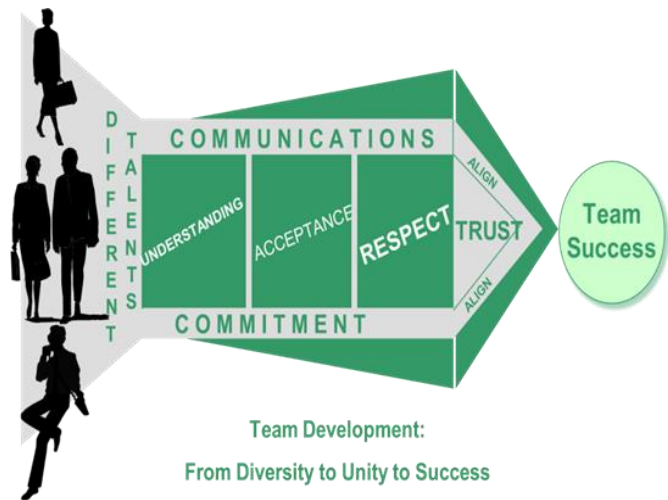 DIFFERENT
TALENTS
COMMUNICATIONS
UNDERSTANDING
ACCEPTANCE
RESPECT
ALIGN
TRUST
ALIGN
COMMITMENT
Team
Success
Team Development:
From Diversity to Unity to Success